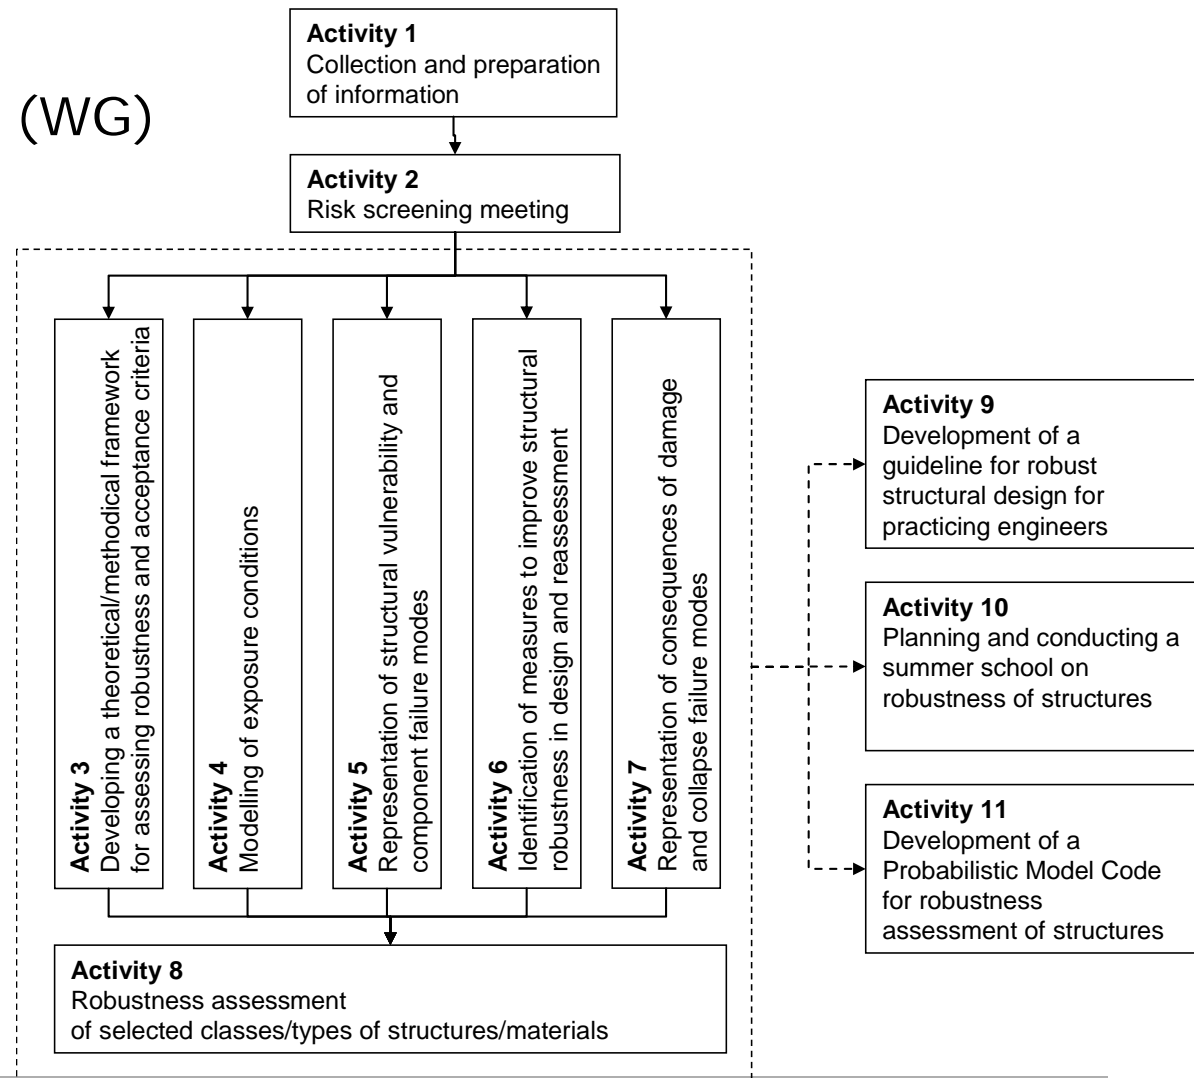 (WG)
Activity 1
Collection and preparation
of information
Activity 2
Risk screening meeting
Activity 3
Developing a theoretical/methodical framework
for assessing robustness and acceptance criteria
Activity 4
Modelling of exposure conditions
Activity 5
Representation of structural vulnerability and
component failure modes
Activity 6
Identification of measures to improve structural
robustness in design and reassessment
Activity 7
Representation of consequences of damage
and collapse failure modes
Activity 8
Robustness assessment
of selected classes/types of structures/materials
Activity 9
Development of a
guideline for robust
structural design for
practicing engineers
Activity 10
Planning and conducting a
summer school on
robustness of structures
Activity 11
Development of a
Probabilistic Model Code
for robustness
assessment of structures